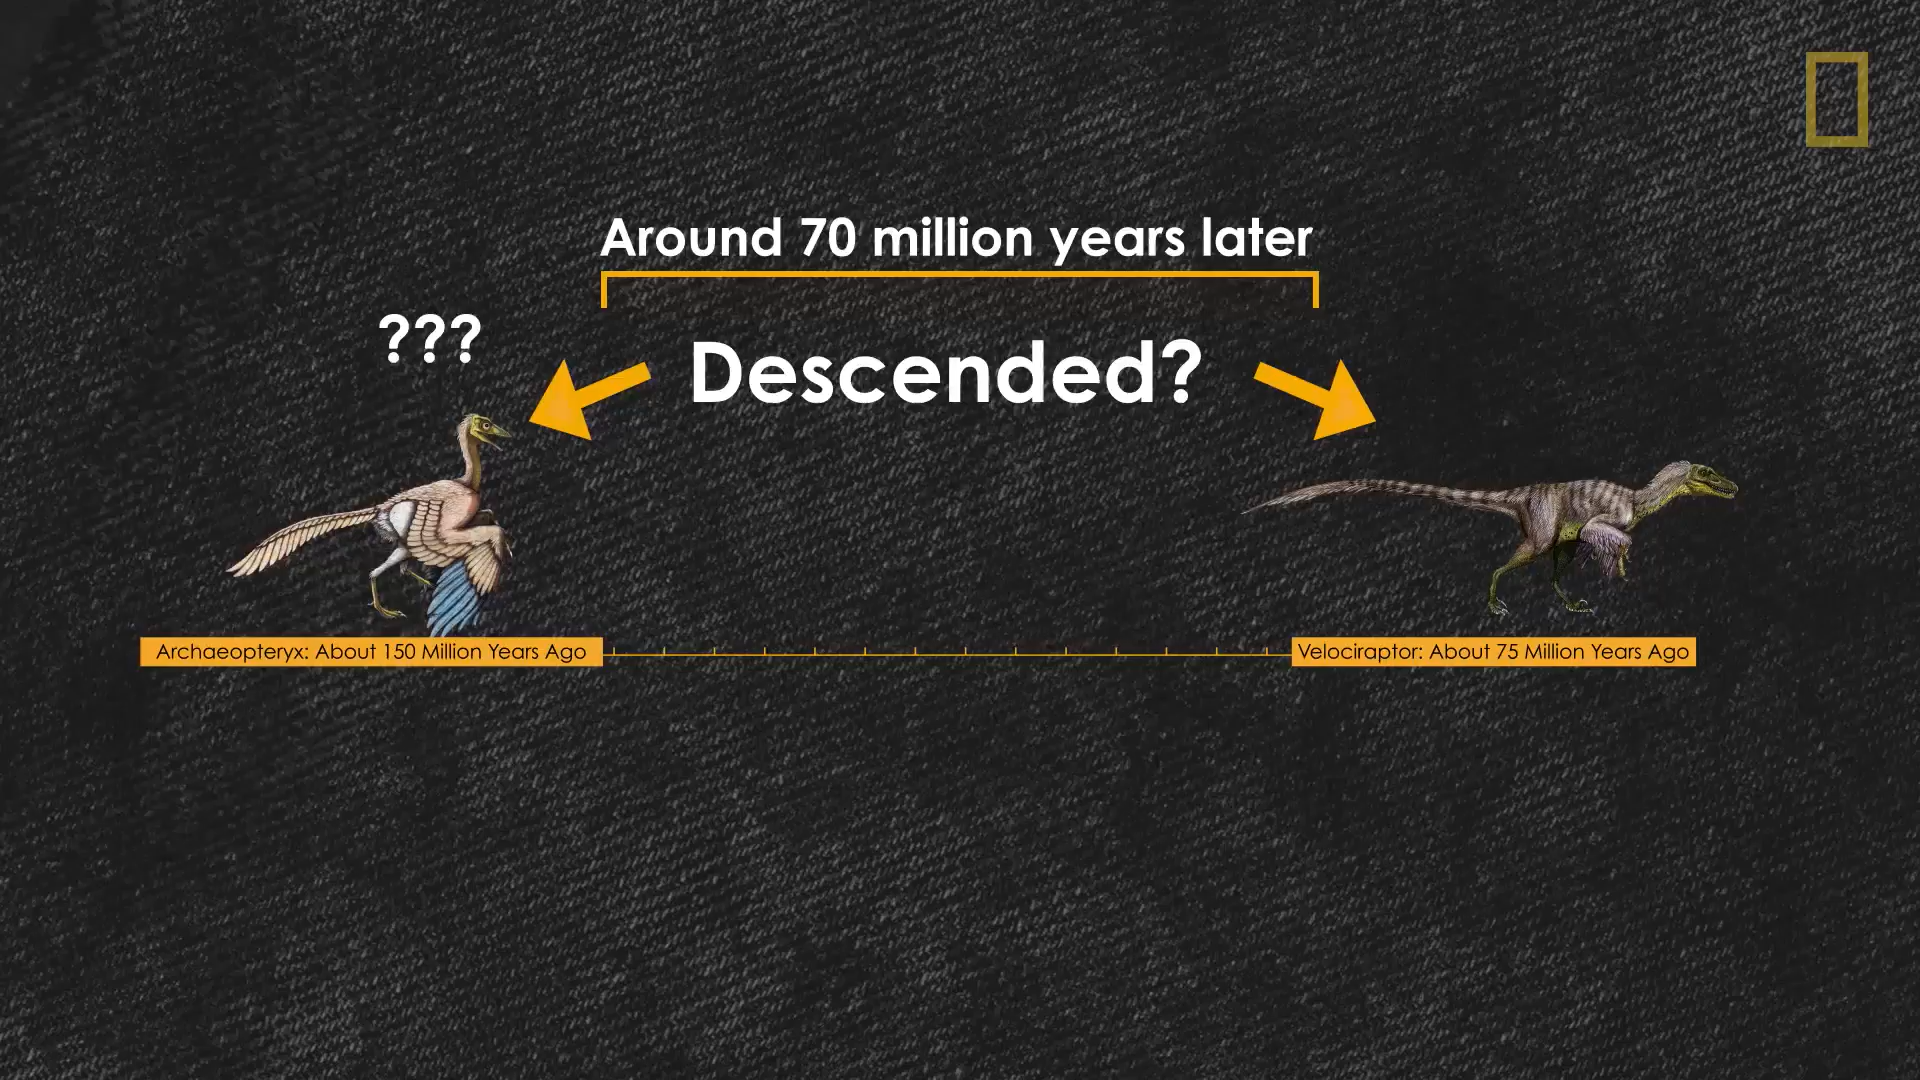 Around 70 million years later
???
Descended?
Archaeopteryx: About 150 Million Years Ago
Velociraptor: About 75 Million Years Ago